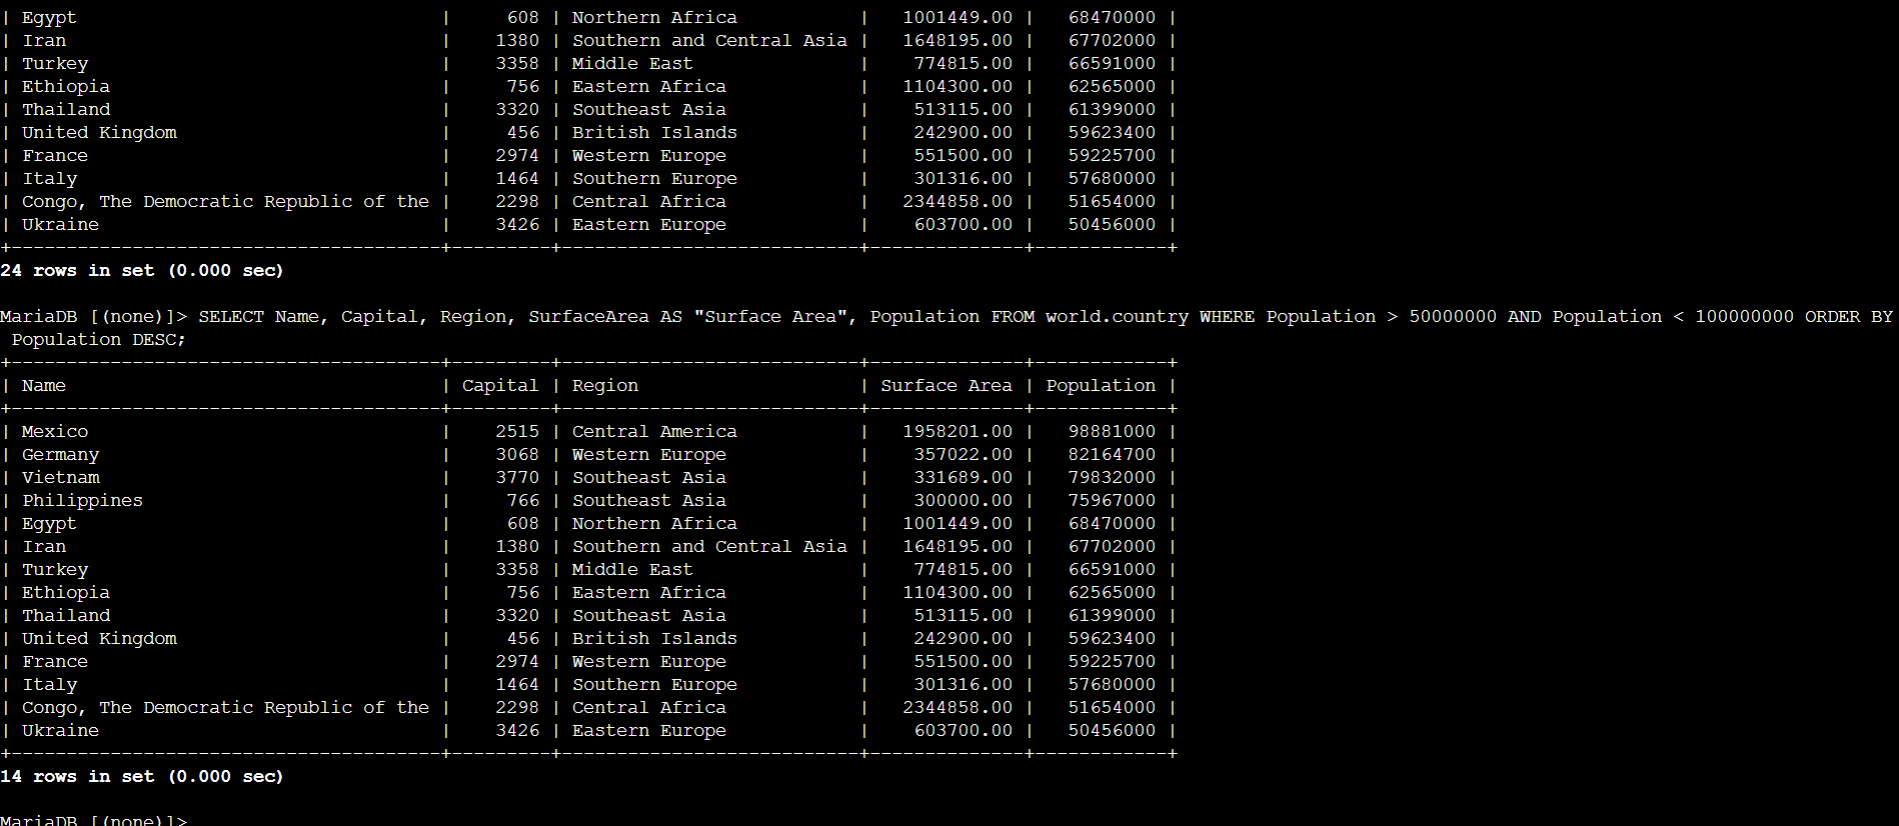 | Egypt                                 |     608 | Northern Africa           |   1001449.00 |   68470000 |
| Iran                                  |    1380 | Southern and Central Asia |   1648195.00 |   67702000 |
| Turkey                                |    3358 | Middle East               |    774815.00 |   66591000 |
| Ethiopia                              |     756 | Eastern Africa            |   1104300.00 |   62565000 |
| Thailand                              |    3320 | Southeast Asia            |    513115.00 |   61399000 |
| United Kingdom                        |     456 | British Islands           |    242900.00 |   59623400 |
| France                                |    2974 | Western Europe            |    551500.00 |   59225700 |
| Italy                                 |    1464 | Southern Europe           |    301316.00 |   57680000 |
| Congo, The Democratic Republic of the |    2298 | Central Africa            |   2344858.00 |   51654000 |
| Ukraine                               |    3426 | Eastern Europe            |    603700.00 |   50456000 |
+---------------------------------------+---------+---------------------------+--------------+------------+
24 rows in set (0.000 sec)

MariaDB [(none)]> SELECT Name, Capital, Region, SurfaceArea AS "Surface Area", Population FROM world.country WHERE Population > 50000000 AND Population < 100000000 ORDER BY
 Population DESC;
+---------------------------------------+---------+---------------------------+--------------+------------+
| Name                                  | Capital | Region                    | Surface Area | Population |
+---------------------------------------+---------+---------------------------+--------------+------------+
| Mexico                                |    2515 | Central America           |   1958201.00 |   98881000 |
| Germany                               |    3068 | Western Europe            |    357022.00 |   82164700 |
| Vietnam                               |    3770 | Southeast Asia            |    331689.00 |   79832000 |
| Philippines                           |     766 | Southeast Asia            |    300000.00 |   75967000 |
| Egypt                                 |     608 | Northern Africa           |   1001449.00 |   68470000 |
| Iran                                  |    1380 | Southern and Central Asia |   1648195.00 |   67702000 |
| Turkey                                |    3358 | Middle East               |    774815.00 |   66591000 |
| Ethiopia                              |     756 | Eastern Africa            |   1104300.00 |   62565000 |
| Thailand                              |    3320 | Southeast Asia            |    513115.00 |   61399000 |
| United Kingdom                        |     456 | British Islands           |    242900.00 |   59623400 |
| France                                |    2974 | Western Europe            |    551500.00 |   59225700 |
| Italy                                 |    1464 | Southern Europe           |    301316.00 |   57680000 |
| Congo, The Democratic Republic of the |    2298 | Central Africa            |   2344858.00 |   51654000 |
| Ukraine                               |    3426 | Eastern Europe            |    603700.00 |   50456000 |
+---------------------------------------+---------+---------------------------+--------------+------------+
14 rows in set (0.000 sec)

MariaDB [(none)]>